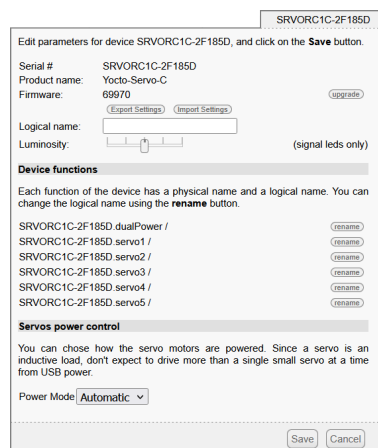 SRVORC1C-2F185D
Edit parameters for device SRVORC1C-2F185D, and click on the Save button.
Serial # SRVORC1C-2F185D
Product name: Yocto-Servo-C
Firmware: 69970 upgrade
Export Settings Import Settings
Logical name:
Luminosity: (signal leds only)
Device functions
Each function of the device has a physical name and a logical name. You can
change the logical name using the rename button.
SRVORC1C-2F185D.dualPower / rename
SRVORC1C-2F185D.servo1 / rename
SRVORC1C-2F185D.servo2 / rename
SRVORC1C-2F185D.servo3 / rename
SRVORC1C-2F185D.servo4 / rename
SRVORC1C-2F185D.servo5 / rename
Servos power control
You can chose how the servo motors are powered. Since a servo is an
inductive load, don't expect to drive more than a single small servo at a time
from USB power.
Power Mode Automatic
Save Cancel